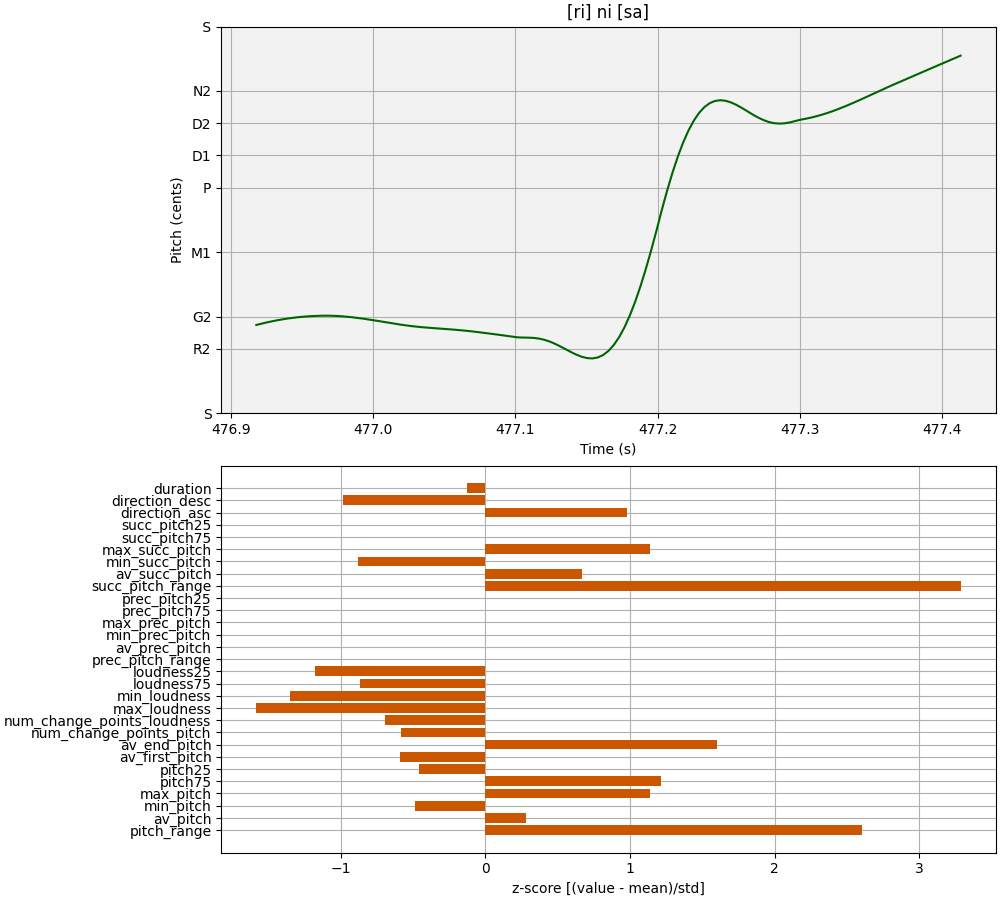 [ri] ni [sa]
S
N2
D2
D1
P
M1
G2
R2
S
Pitch (cents)
476.9 477.0 477.1 477.2 477.3 477.4
Time (s)
duration
direction_desc
direction_asc
succ_pitch25
succ_pitch75
max_succ_pitch
min_succ_pitch
av_succ_pitch
succ_pitch_range
prec_pitch25
prec_pitch75
max_prec_pitch
min_prec_pitch
av_prec_pitch
prec_pitch_range
loudness25
loudness75
min_loudness
max_loudness
num_change_points_loudness
num_change_points_pitch
av_end_pitch
av_first_pitch
pitch25
pitch75
max_pitch
min_pitch
av_pitch
pitch_range
−1 0 1 2 3
z-score [(value - mean)/std]